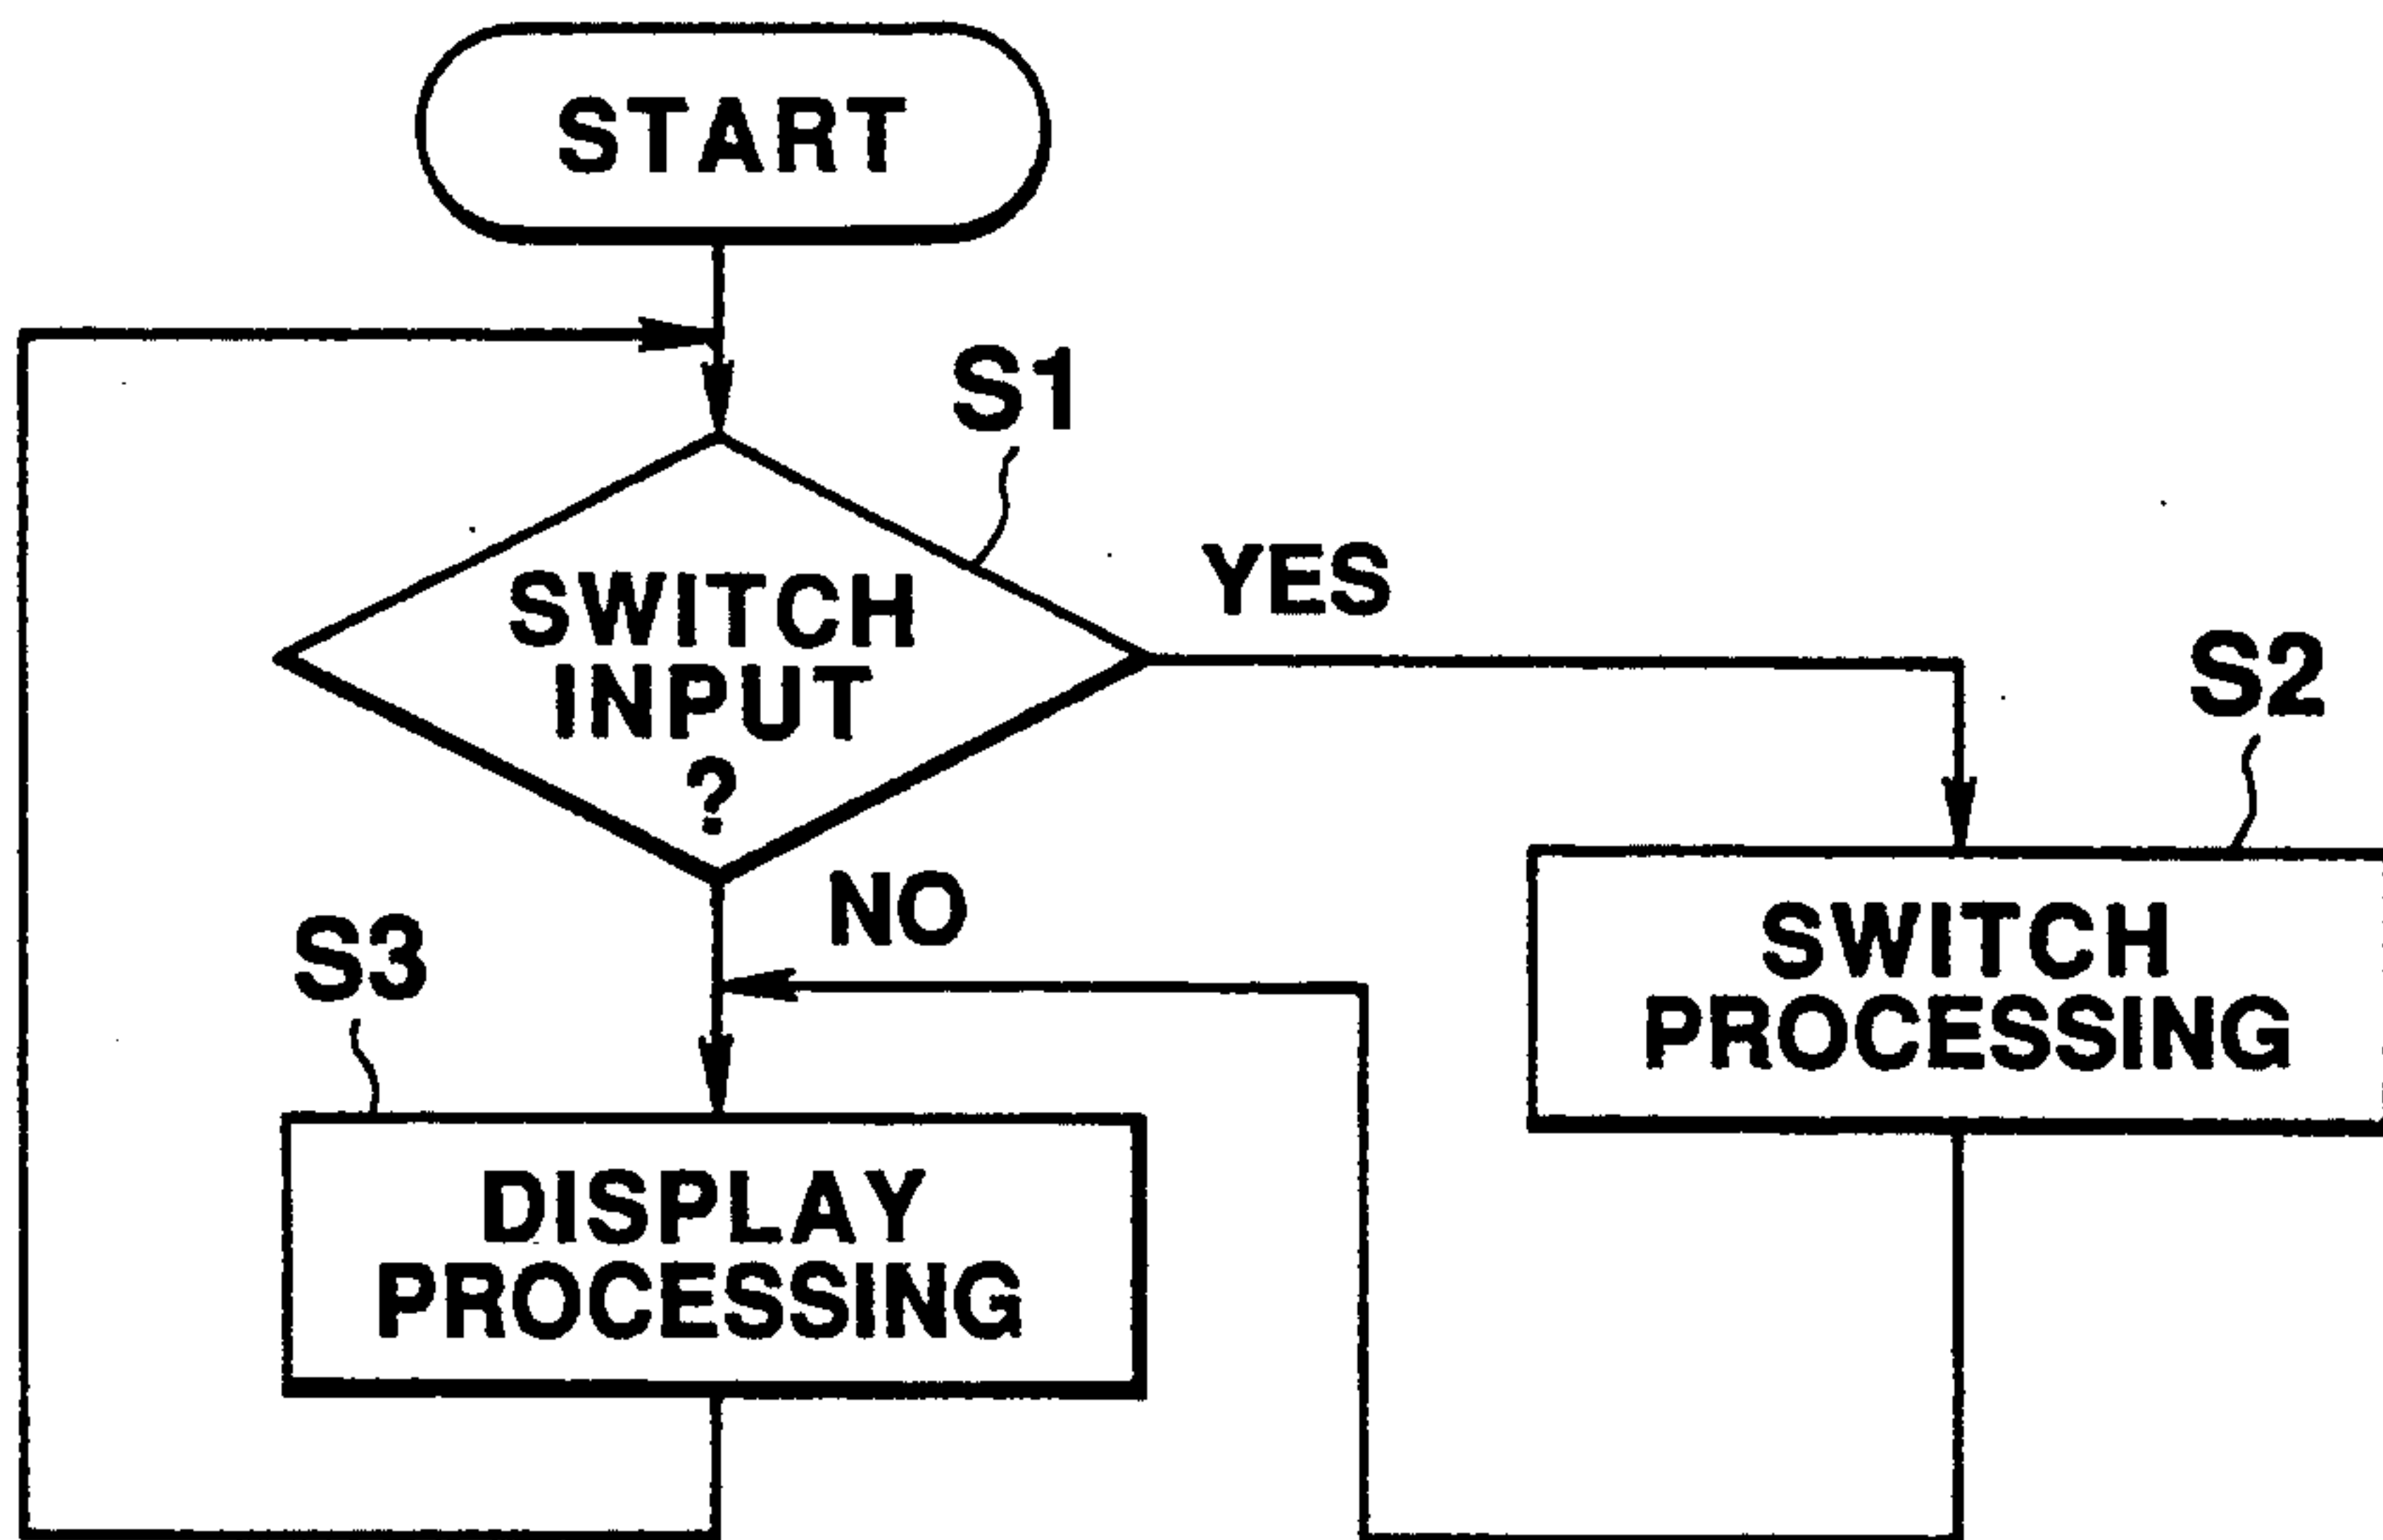 START
S1
SWITCH
INPUT
?
YES
S2
NO
SWITCH
PROCESSING
S3
DISPLAY
PROCESSING